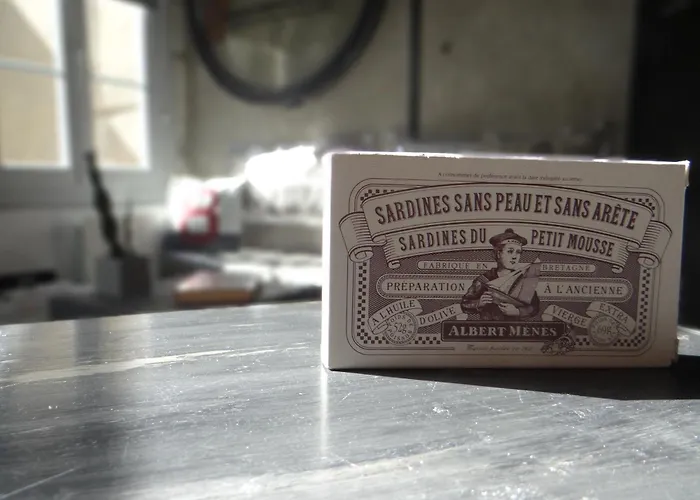 SARDINES SANS PEAU ET SANS ARÊTE
SARDINES DU PETIT MOUSSE
FABRIQUÉ EN BRETAGNE
PRÉPARATION À L'ANCIENNE
A L'HUILE D'OLIVE VIERGE EXTRA
ALBERT MÉNÈS